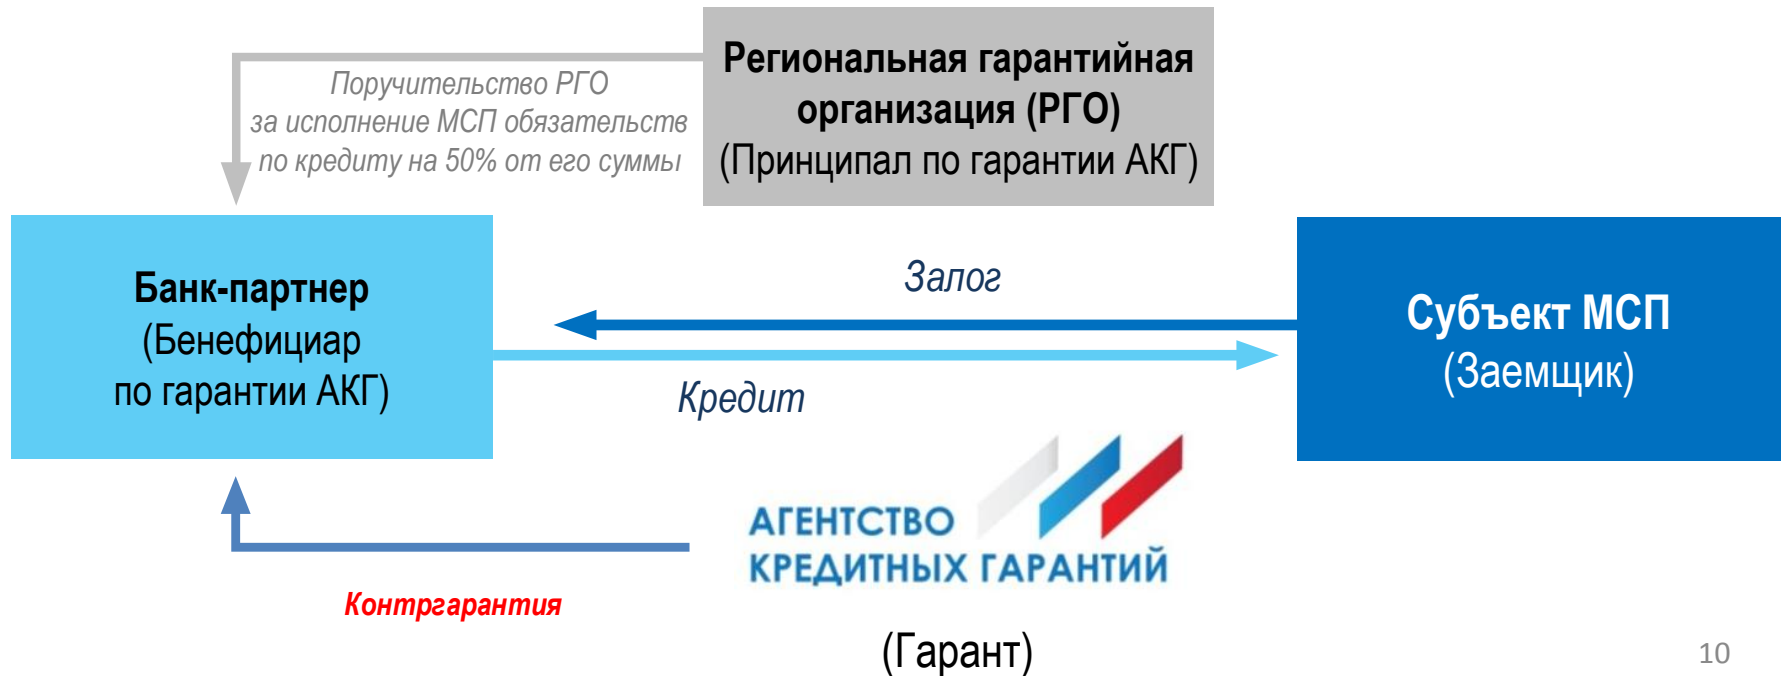 Региональная гарантийная
организация (РГО)
(Принципал по гарантии АКГ)
Поручительство РГО
за исполнение МСП обязательств
по кредиту на 50% от его суммы
Банк-партнер
(Бенефициар
по гарантии АКГ)
Залог
Кредит
Субъект МСП
(Заемщик)
АГЕНТСТВО
КРЕДИТНЫХ ГАРАНТИЙ
Контргарантия
(Гарант)
10